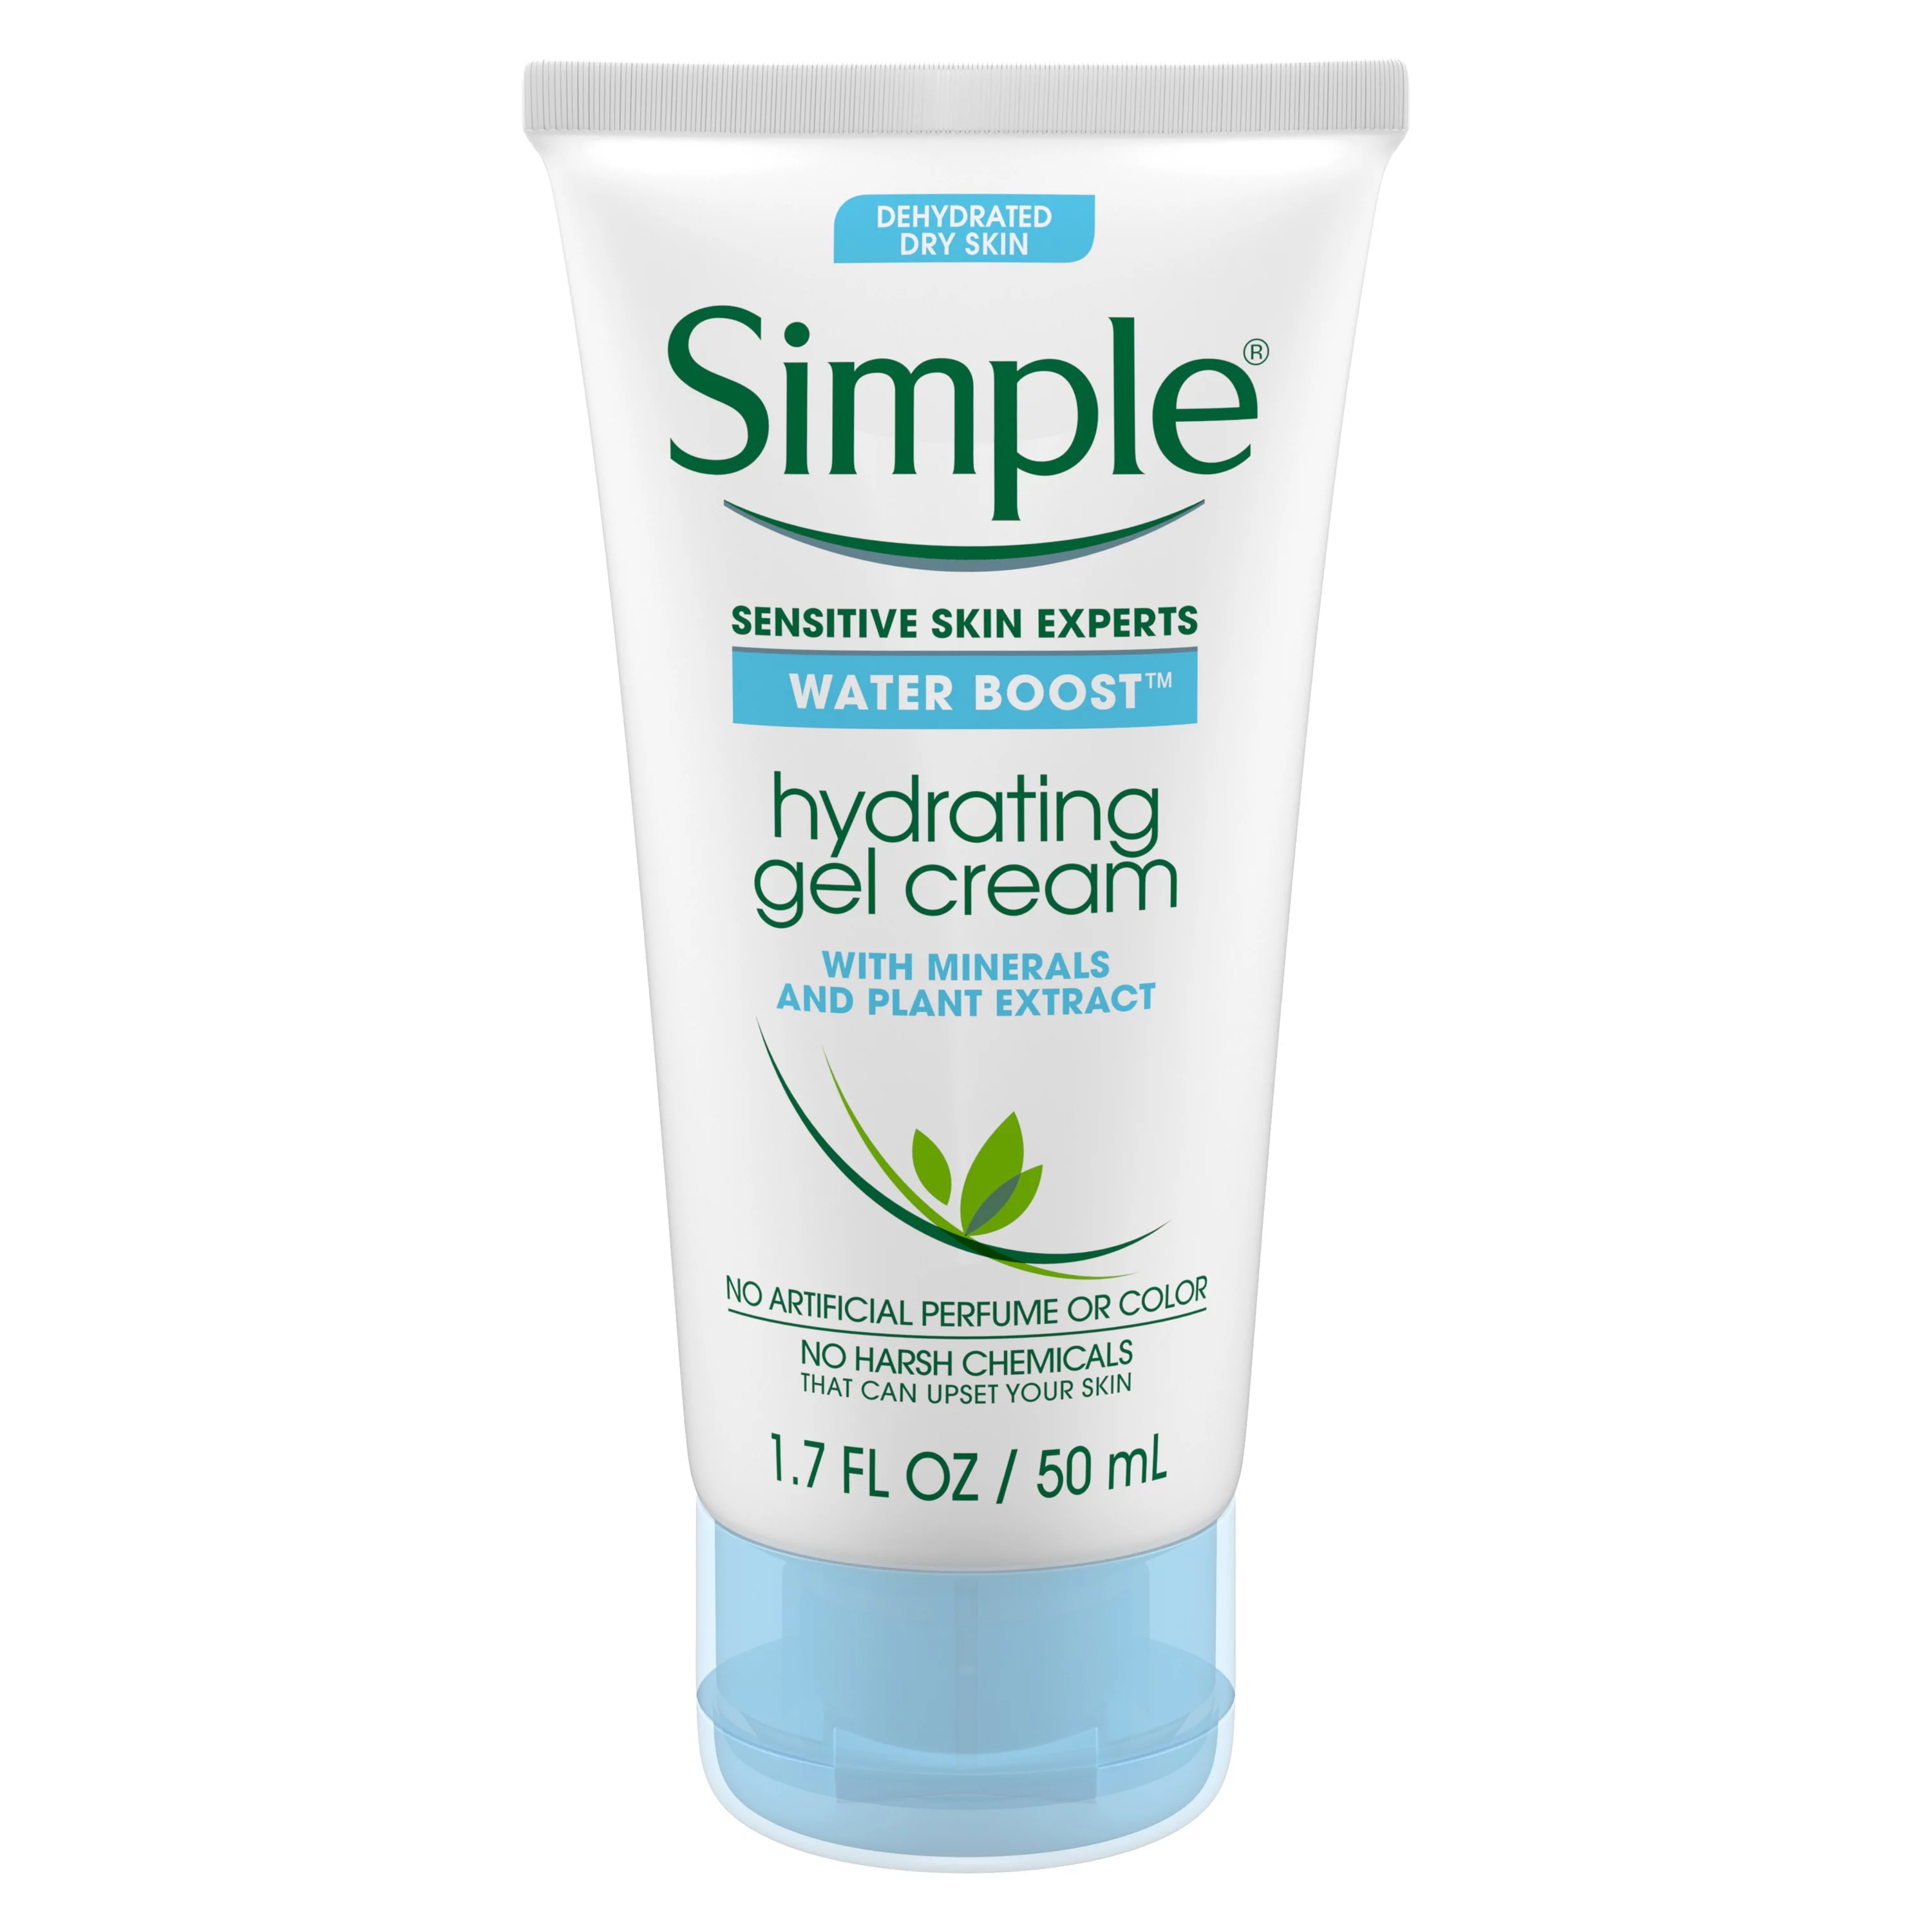 DEHYDRATED
DRY SKIN
Simple®
SENSITIVE SKIN EXPERTS
WATER BOOST™
hydrating
gel cream
WITH MINERALS
AND PLANT EXTRACT
NO ARTIFICIAL PERFUME OR COLOR
NO HARSH CHEMICALS
THAT CAN UPSET YOUR SKIN
1.7 FL OZ / 50 mL